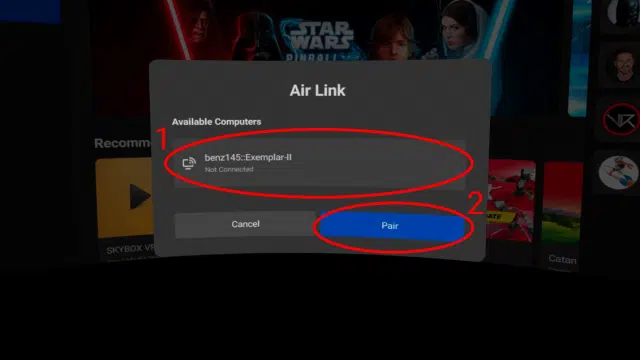 STAR
WARS
PINBALL
Air Link
Available Computers
1
benz145::Exemplar-II
Not Connected
2
Cancel
Pair
Recomm
SKYBOX VR
Catan